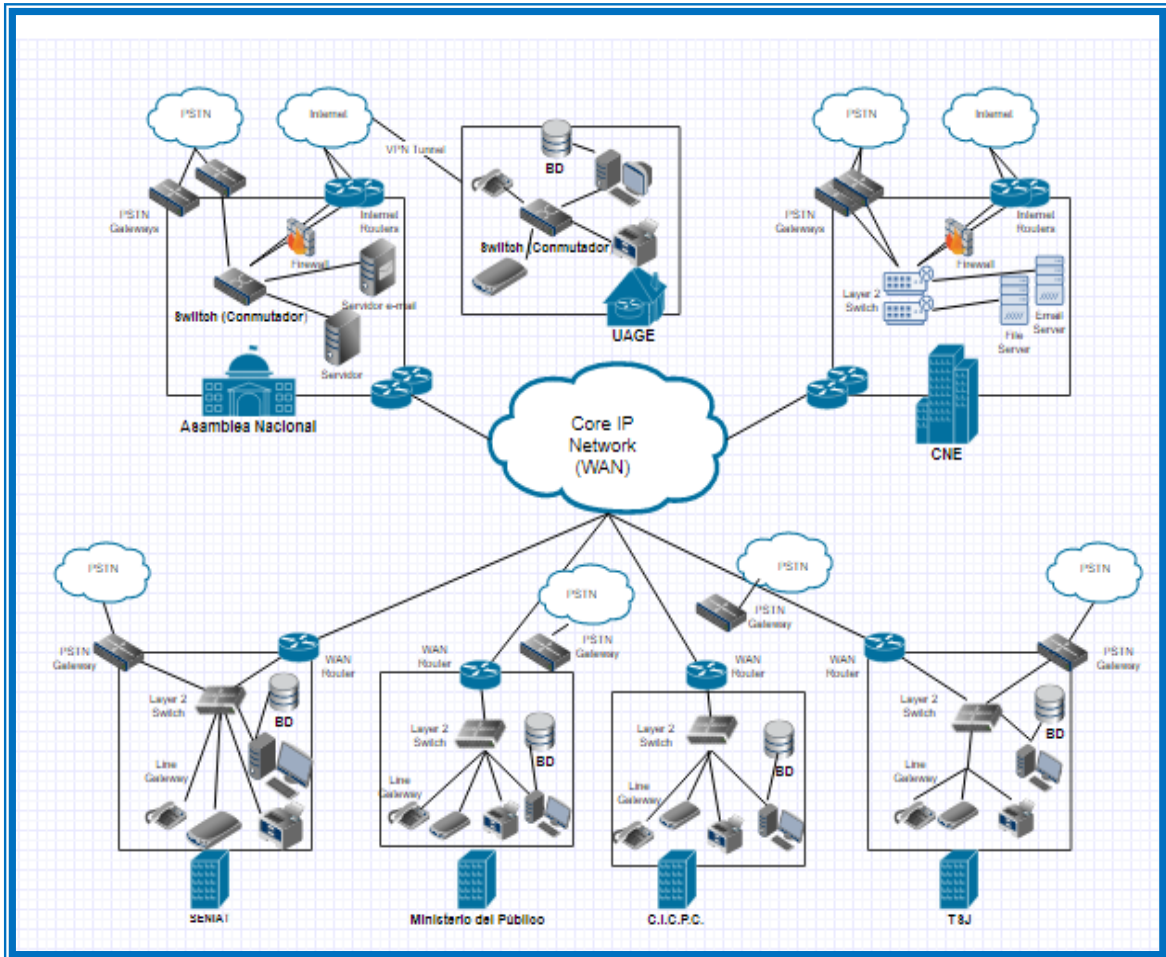 PSTN
Internet
PSTN
Gateways
Internet
Routers
Firewall
Switoh (Conmutador)
Servidor e-mail
Servidor
Asamblea Nacional
VPN Tunnel
BD
Switoh (Conmutador)
UAGE
PSTN
Internet
PSTN
Gateways
Internet
Routers
Firewall
Layer 2
Switch
File
Server
Email
Server
CNE
Core IP
Network
(WAN)
PSTN
PSTN
Gateway
WAN
Router
Layer 2
Switch
BD
Line
Gateway
SENIAT
PSTN
PSTN
Gateway
WAN
Router
Layer 2
Switch
BD
Line
Gateway
Ministerio del Público
PSTN
PSTN
Gateway
WAN
Router
Layer 2
Switch
BD
Line
Gateway
C.I.C.P.C.
PSTN
PSTN
Gateway
WAN
Router
Layer 2
Switch
BD
Line
Gateway
TSJ